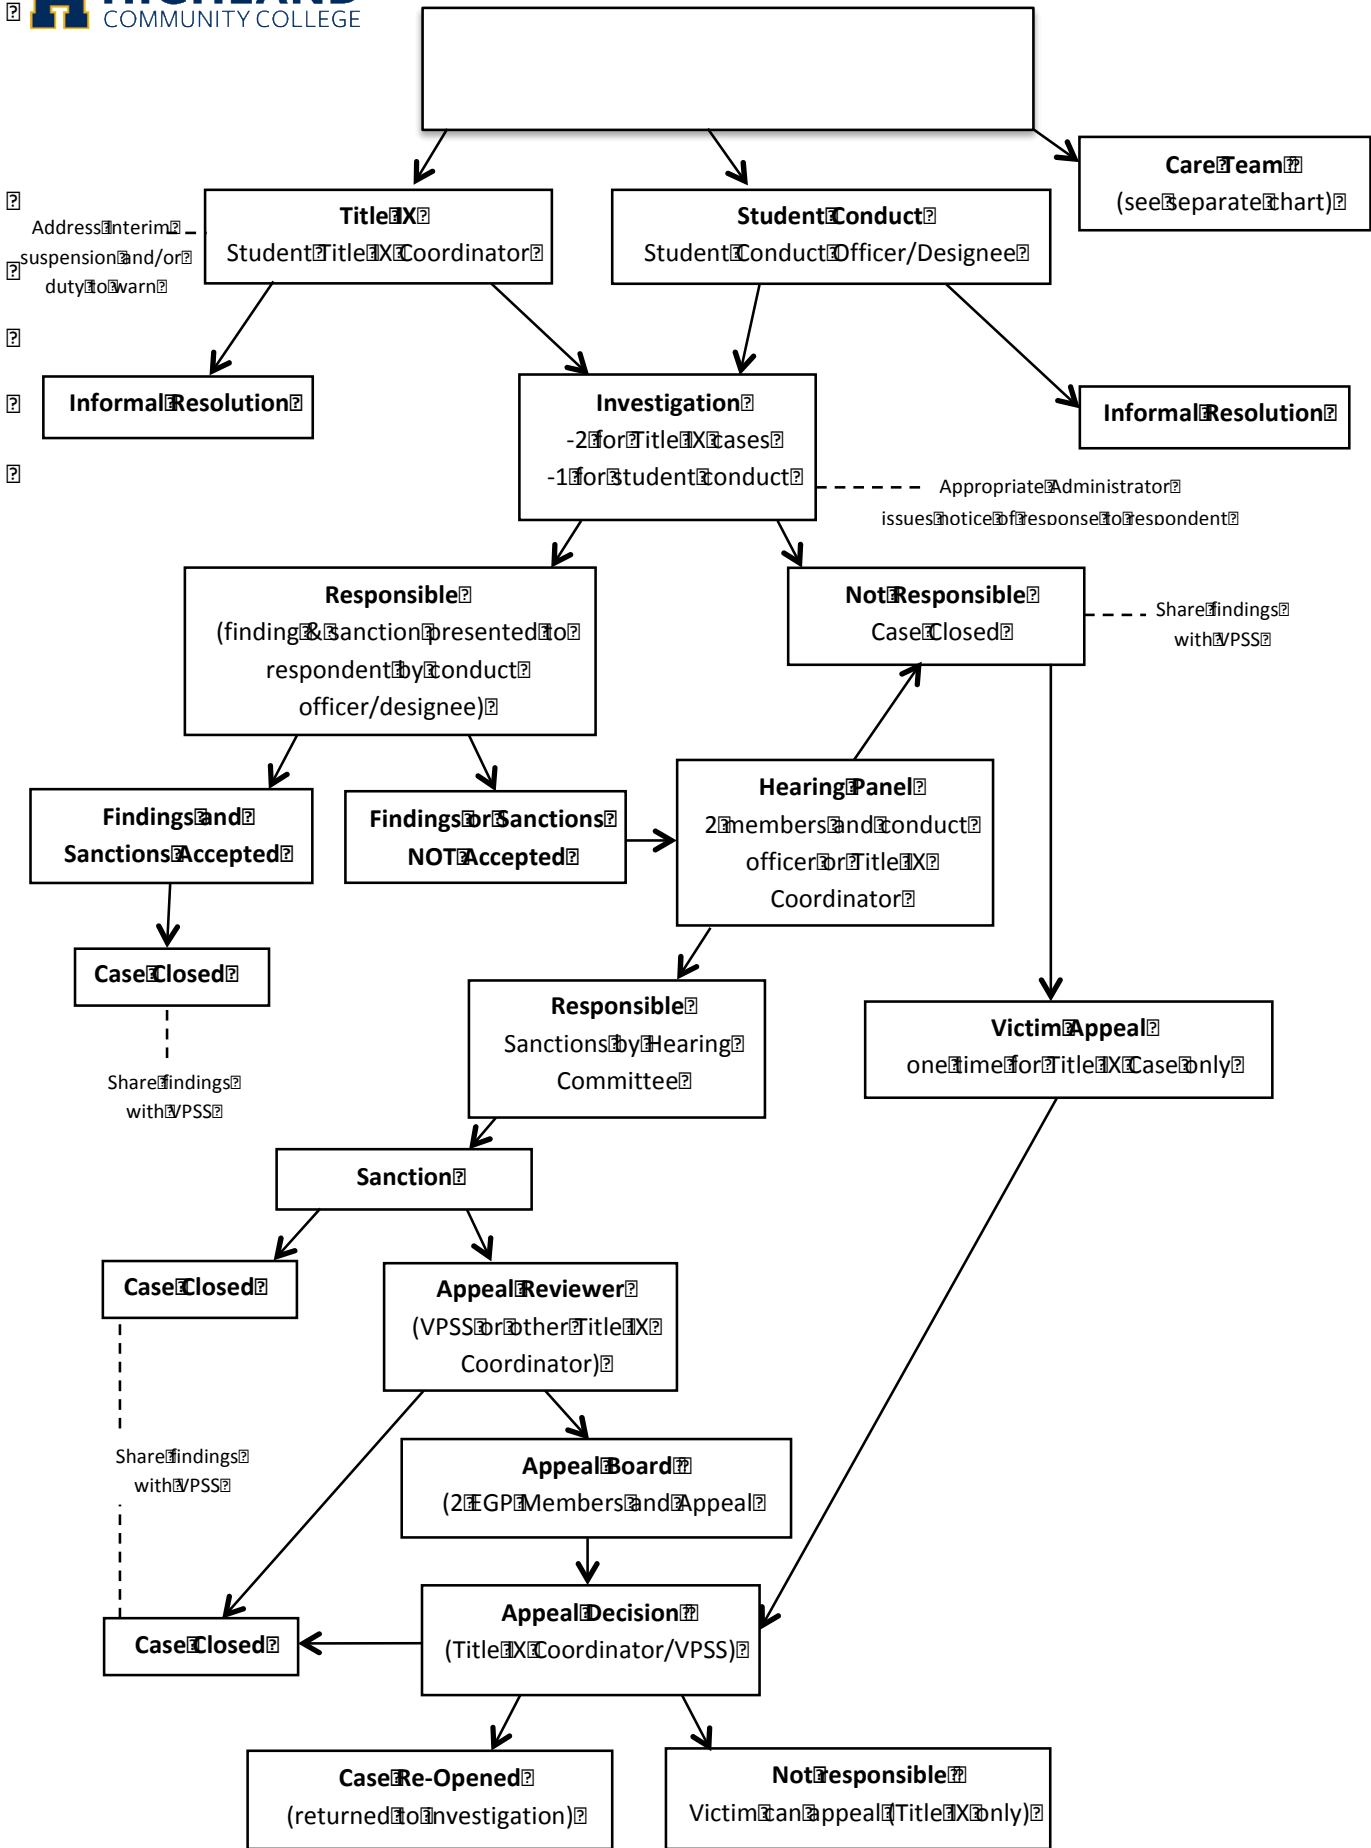 HIGHLAND
COMMUNITY COLLEGE
Care Team
(see separate chart)
Title IX
Student Title IX Coordinator
Student Conduct
Student Conduct Officer/Designee
Address Interim
suspension and/or
duty to warn
Informal Resolution
Investigation
-2 for Title IX cases
-1 for student conduct
Informal Resolution
Appropriate Administrator
issues notice of response to respondent
Responsible
(finding & sanction presented to
respondent by conduct
officer/designee)
Not Responsible
Case Closed
Share findings
with VPSS
Findings and
Sanctions Accepted
Findings or Sanctions
NOT Accepted
Hearing Panel
2 members and conduct
officer or Title IX
Coordinator
Case Closed
Share findings
with VPSS
Responsible
Sanctions by Hearing
Committee
Victim Appeal
one time for Title IX Case only
Sanction
Case Closed
Appeal Reviewer
(VPSS or other Title IX
Coordinator)
Share findings
with VPSS
Appeal Board
(2 EGP Members and Appeal
Appeal Decision
(Title IX Coordinator/VPSS)
Case Closed
Case Re-Opened
(returned to investigation)
Not responsible
Victim can appeal (Title IX only)